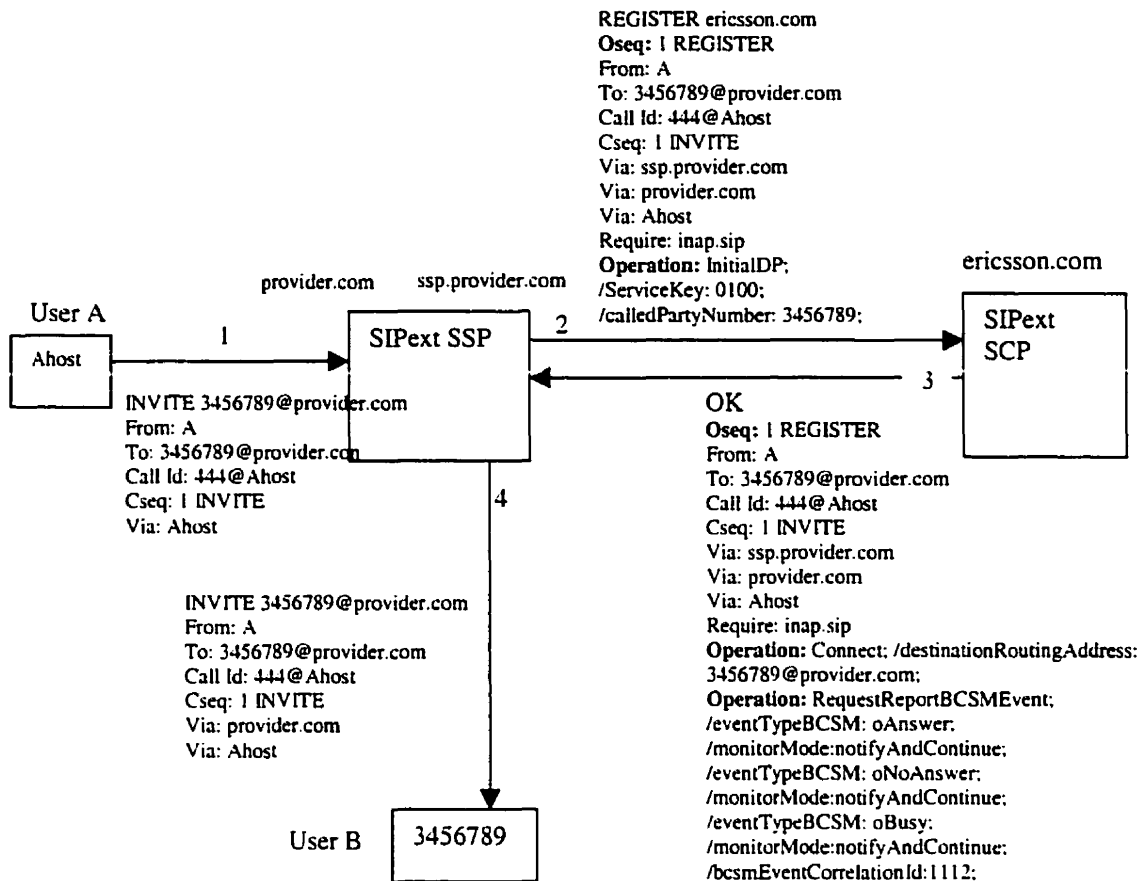 REGISTER ericsson.com
Oseq: 1 REGISTER
From: A
To: 3456789@provider.com
Call Id: 444@Ahost
Cseq: 1 INVITE
Via: ssp.provider.com
Via: provider.com
Via: Ahost
Require: inap.sip
Operation: InitialDP;
/ServiceKey: 0100;
/calledPartyNumber: 3456789;
provider.com
ssp.provider.com
ericsson.com
User A
Ahost
1
SIPext SSP
2
SIPext
SCP
3
INVITE 3456789@provider.com
From: A
To: 3456789@provider.com
Call Id: 444@Ahost
Cseq: 1 INVITE
Via: Ahost
OK
Oseq: 1 REGISTER
From: A
To: 3456789@provider.com
Call Id: 444@Ahost
Cseq: 1 INVITE
Via: ssp.provider.com
Via: provider.com
Via: Ahost
Require: inap.sip
Operation: Connect; /destinationRoutingAddress:
3456789@provider.com;
Operation: RequestReportBCSMEvent;
/eventTypeBCSM: oAnswer;
/monitorMode:notifyAndContinue;
/eventTypeBCSM: oNoAnswer;
/monitorMode:notifyAndContinue;
/eventTypeBCSM: oBusy;
/monitorMode:notifyAndContinue;
/bcsmEventCorrelationId:1112;
4
INVITE 3456789@provider.com
From: A
To: 3456789@provider.com
Call Id: 444@Ahost
Cseq: 1 INVITE
Via: provider.com
Via: Ahost
User B
3456789